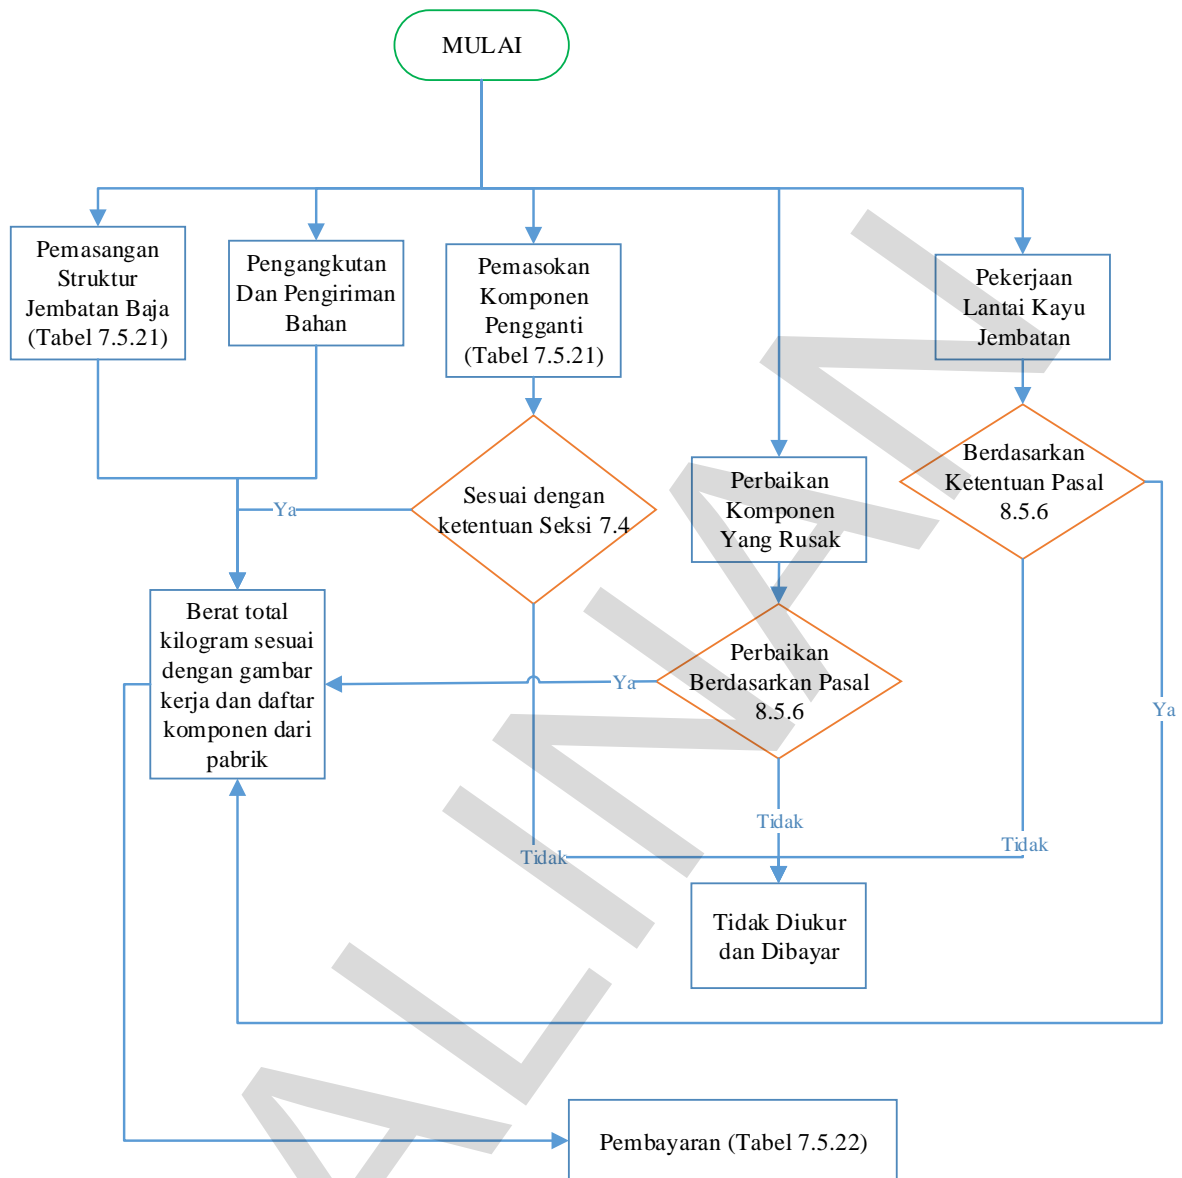 MULAI
Pemasangan
Struktur
Jembatan Baja
(Tabel 7.5.21)
Pengangkutan
Dan Pengiriman
Bahan
Pemasokan
Komponen
Pengganti
(Tabel 7.5.21)
Pekerjaan
Lantai Kayu
Jembatan
Sesuai dengan
ketentuan Seksi 7.4
Ya
Perbaikan
Komponen
Yang Rusak
Berdasarkan
Ketentuan Pasal
8.5.6
Berat total
kilogram sesuai
dengan gambar
kerja dan daftar
komponen dari
pabrik
Perbaikan
Berdasarkan Pasal
8.5.6
Ya
Ya
Tidak
Tidak
Tidak
Tidak Diukur
dan Dibayar
Pembayaran (Tabel 7.5.22)
SALINAN